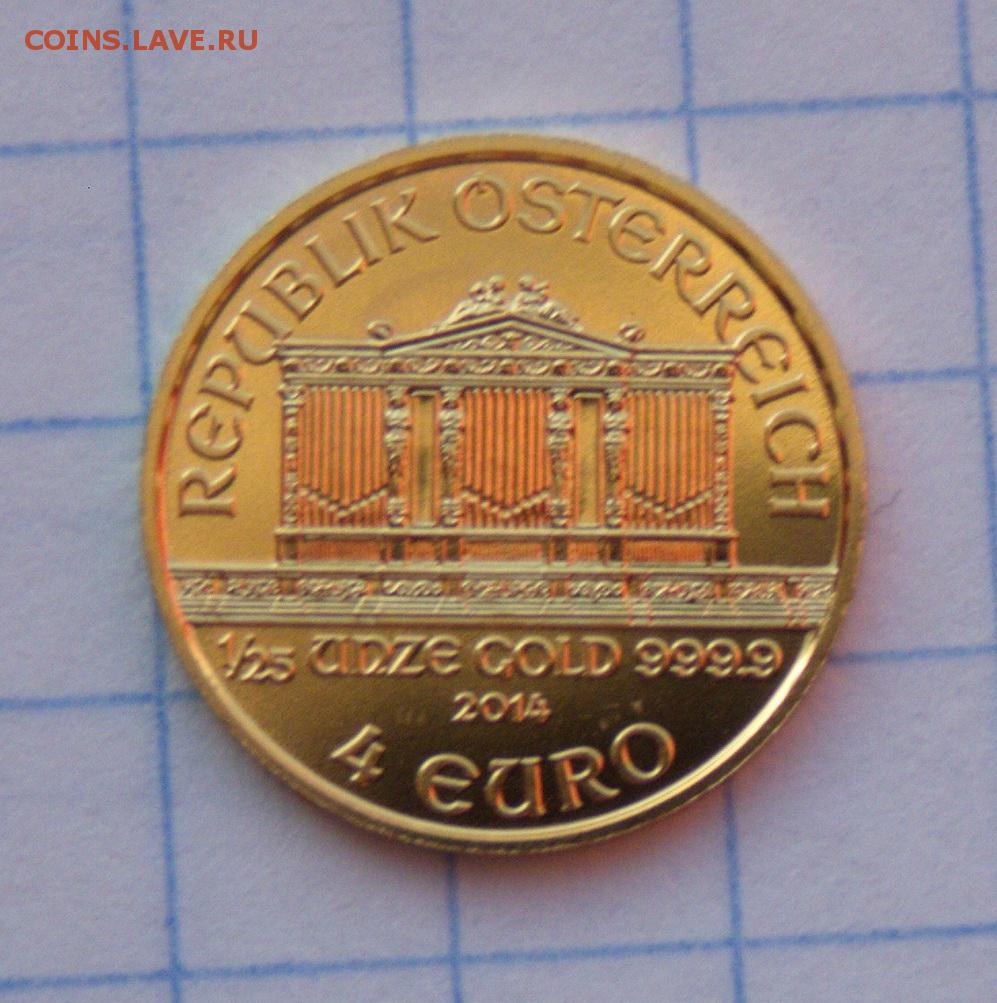 COINS.LAVE.RU
REPUBLIK ÖSTERREICH
1/25 UNZE GOLD 999.9
2014
4 EURO